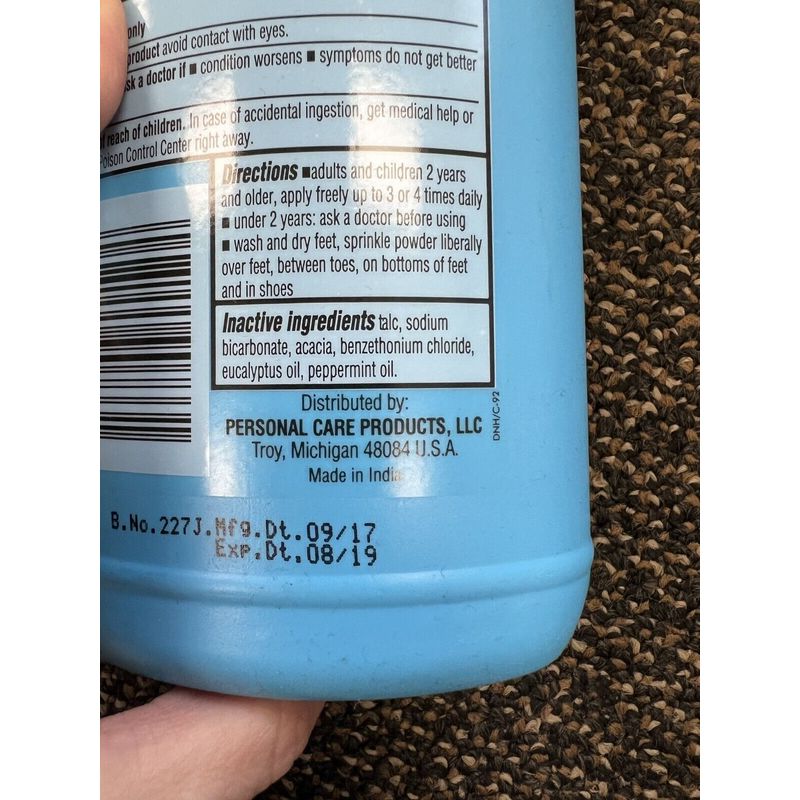 only
product avoid contact with eyes.
ask a doctor if ■ condition worsens ■ symptoms do not get better
reach of children. In case of accidental ingestion, get medical help or
Poison Control Center right away.
Directions ■adults and children 2 years
and older, apply freely up to 3 or 4 times daily
■ under 2 years: ask a doctor before using
■ wash and dry feet, sprinkle powder liberally
over feet, between toes, on bottoms of feet
and in shoes
Inactive ingredients talc, sodium
bicarbonate, acacia, benzethonium chloride,
eucalyptus oil, peppermint oil.
Distributed by:
PERSONAL CARE PRODUCTS, LLC
Troy, Michigan 48084 U.S.A.
Made in India
DNH/C-92
B.No.227J.Mfg.Dt.09/17
Exp.Dt.08/19